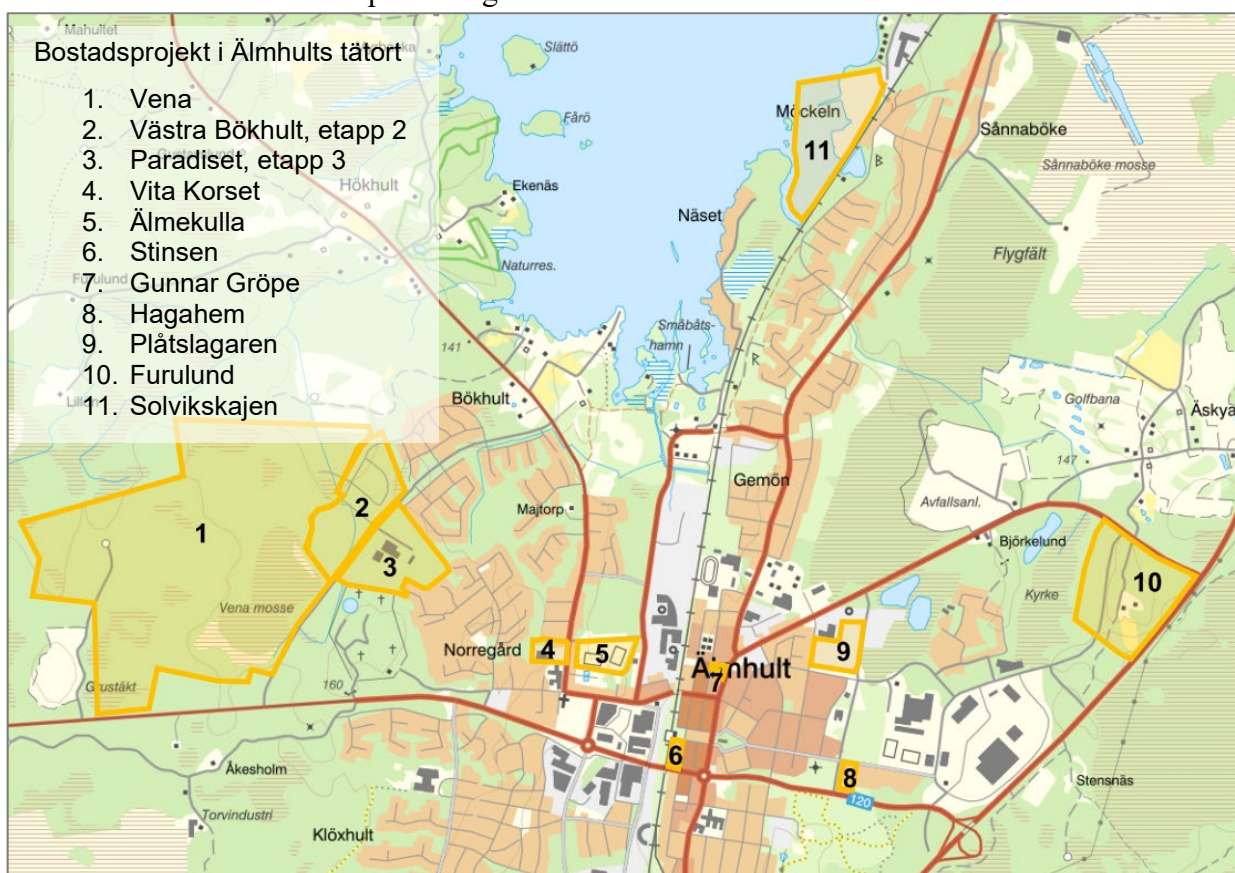 Bostadsprojekt i Älmhults tätort
1. Vena
2. Västra Bökhult, etapp 2
3. Paradiset, etapp 3
4. Vita Korset
5. Älmekulla
6. Stinsen
7. Gunnar Gröpe
8. Hagahem
9. Plåtslagaren
10. Furulund
11. Solvikskajen
Mahultet
Slättö
Fårö
Möckeln
11
B
Sånnaböke
Sånnaböke mosse
Hökhult
Ekenäs
Näset
Naturres.
Flygfält
Furulund
Småbåts-
hamn
R
141
Bökhult
Golfbana
Äskya
147
Gemön
Avfallsanl.
Majtorp
Björkelund
1
2
3
10
Vena mosse
Kyrke
Norregård
4
5
9
Älmhult
7
Grustäkt
160
6
8
120
Åkesholm
Stensnäs
Torvindustri
Klöxhult